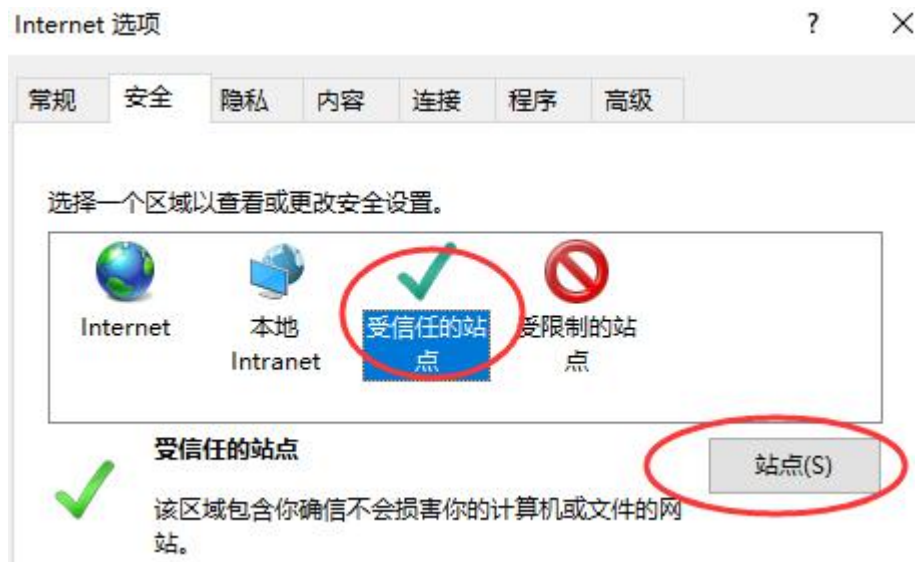 Internet 选项 ?
常规 安全 隐私 内容 连接 程序 高级
选择一个区域以查看或更改安全设置。
Internet
本地
Intranet
受信任的站
点
受限制的站
点
受信任的站点
站点(S)
该区域包含你确信不会损害你的计算机或文件的网
站。